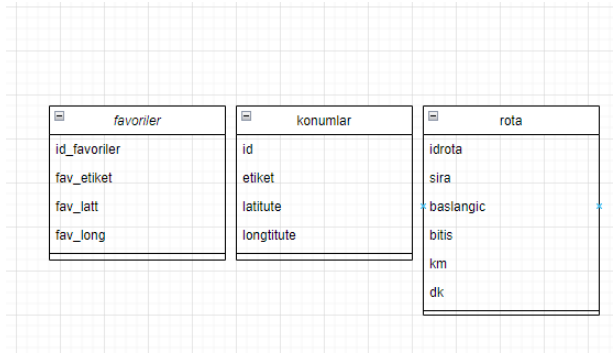 favoriler
id_favoriler
fav_etiket
fav_latt
fav_long
konumlar
id
etiket
latitute
longtitute
rota
idrota
sira
baslangic
bitis
km
dk